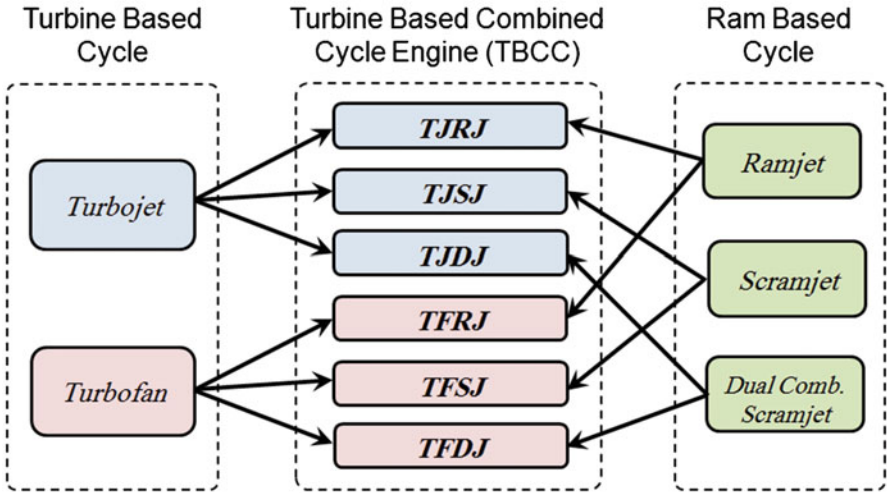 Turbine Based
Cycle
Turbine Based Combined
Cycle Engine (TBCC)
Ram Based
Cycle
Turbojet
Turbofan
TJRJ
TJSJ
TJDJ
TFRJ
TFSJ
TFDJ
Ramjet
Scramjet
Dual Comb.
Scramjet